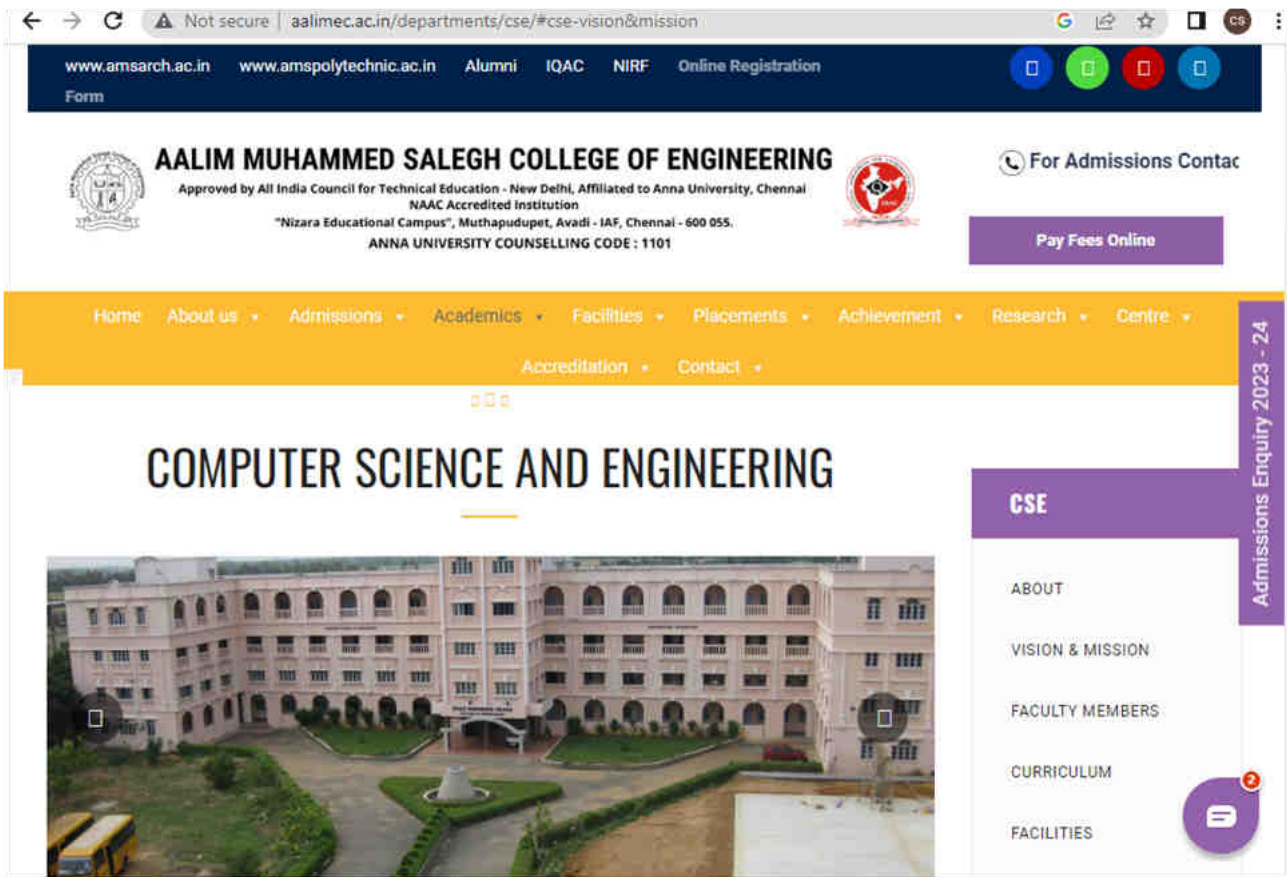 Not secure | aalimec.ac.in/departments/cse/#cse-vision&mission
CS
www.amsarch.ac.in www.amspolytechnic.ac.in Alumni IQAC NIRF Online Registration
Form
AALIM MUHAMMED SALEGH COLLEGE OF ENGINEERING
Approved by All India Council for Technical Education - New Delhi, Affiliated to Anna University, Chennai
NAAC Accredited Institution
"Nizara Educational Campus", Muthapudupet, Avadi - IAF, Chennai - 600 055.
ANNA UNIVERSITY COUNSELLING CODE : 1101
For Admissions Contac
Pay Fees Online
Home About us Admissions Academics Facilities Placements Achievement Research Centre
Accreditation Contact
Admissions Enquiry 2023 - 24
COMPUTER SCIENCE AND ENGINEERING
CSE
ABOUT
VISION & MISSION
FACULTY MEMBERS
CURRICULUM
FACILITIES
2